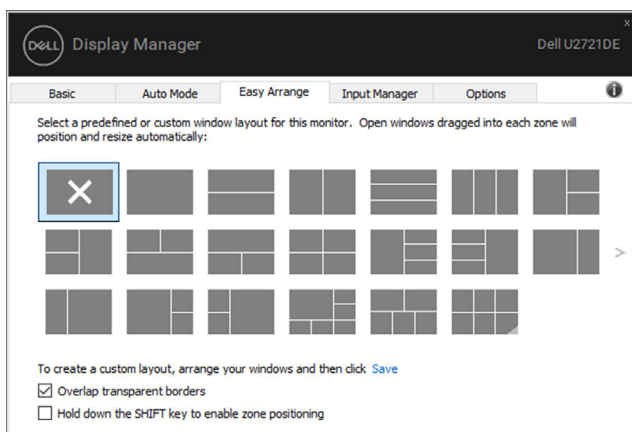 x
DELL Display Manager Dell U2721DE
Basic Auto Mode Easy Arrange Input Manager Options i
Select a predefined or custom window layout for this monitor. Open windows dragged into each zone will
position and resize automatically:
>
To create a custom layout, arrange your windows and then click Save
Overlap transparent borders
Hold down the SHIFT key to enable zone positioning